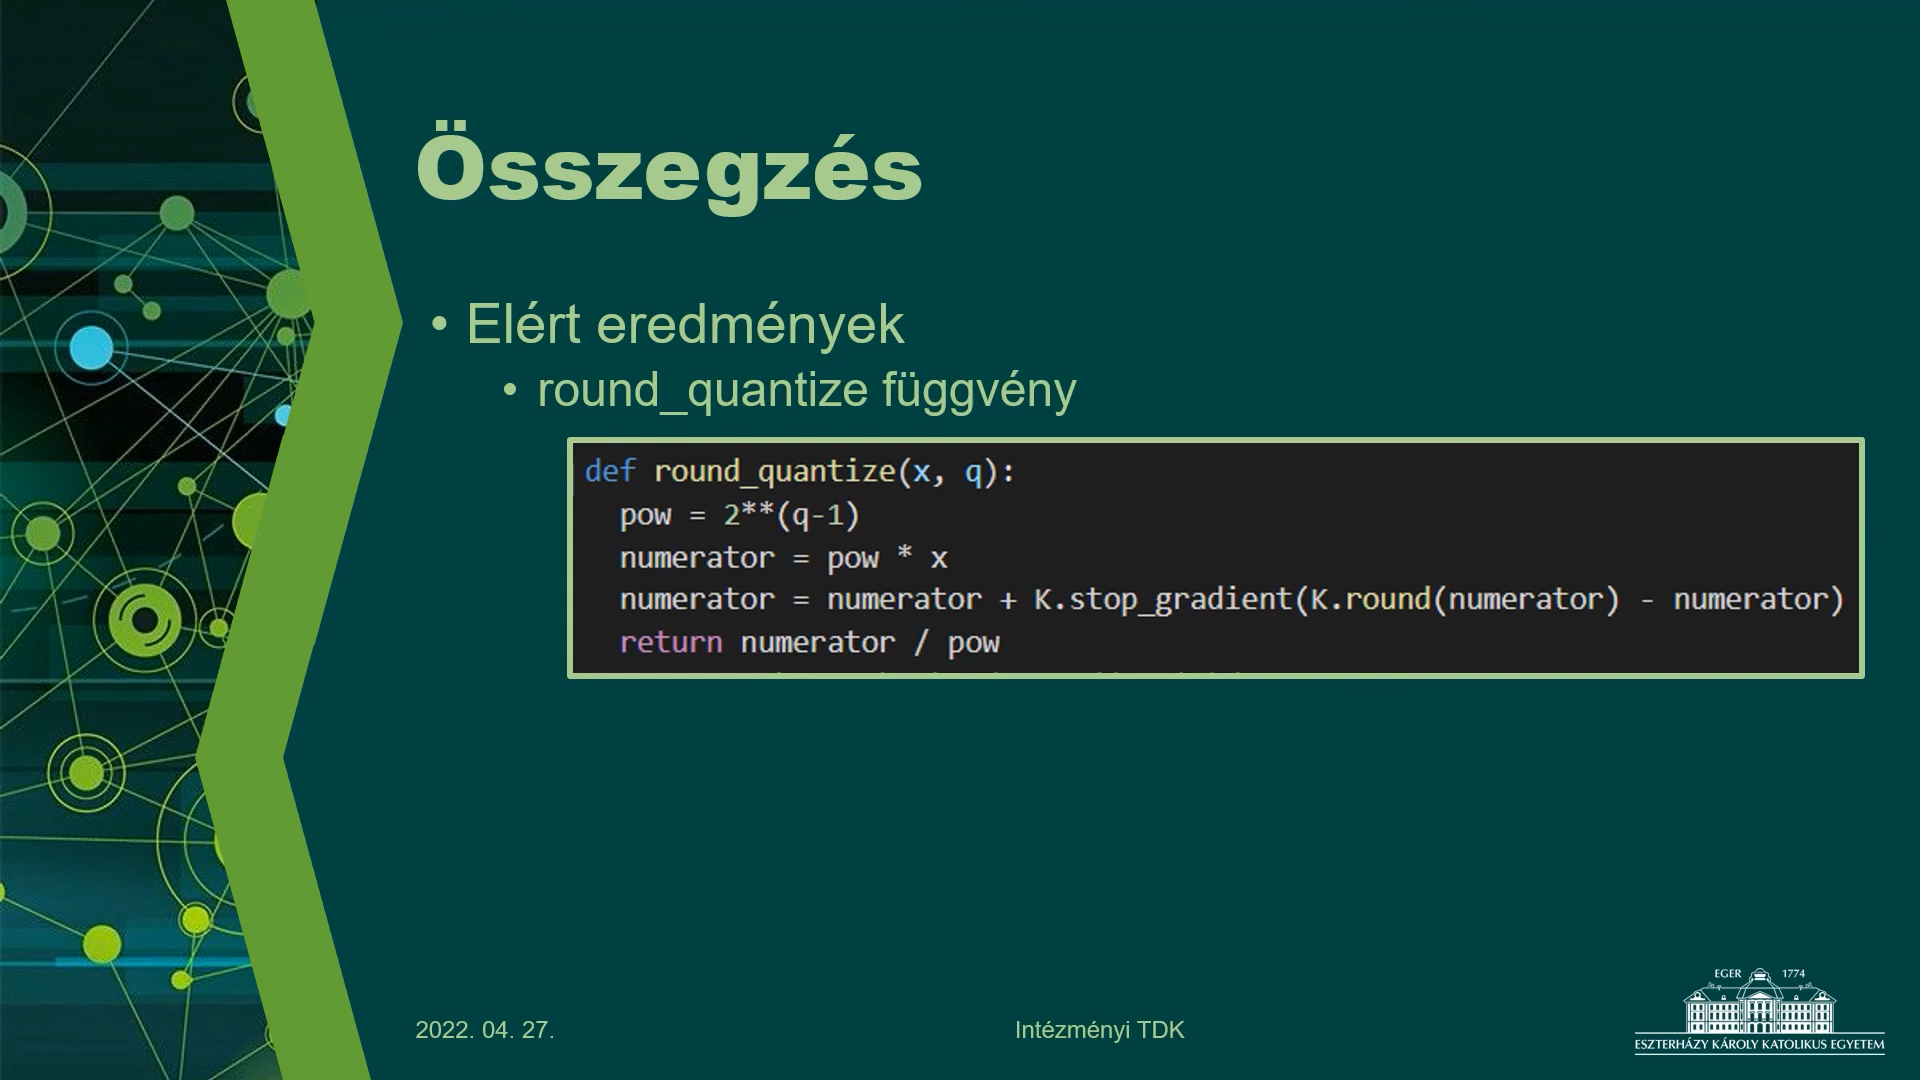 Összegzés
• Elért eredmények
• round_quantize függvény
def round_quantize(x, q):
  pow = 2**(q-1)
  numerator = pow * x
  numerator = numerator + K.stop_gradient(K.round(numerator) - numerator)
  return numerator / pow
2022. 04. 27.
Intézményi TDK
EGER 1774
ESZTERHÁZY KÁROLY KATOLIKUS EGYETEM